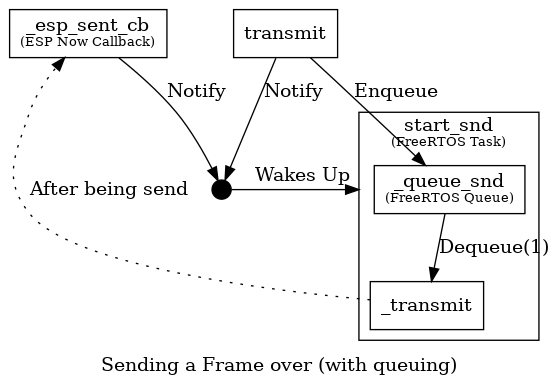 _esp_sent_cb
(ESP Now Callback)
transmit
Notify
Notify
Enqueue
start_snd
(FreeRTOS Task)
After being send
Wakes Up
_queue_snd
(FreeRTOS Queue)
Dequeue(1)
_transmit
Sending a Frame over (with queuing)